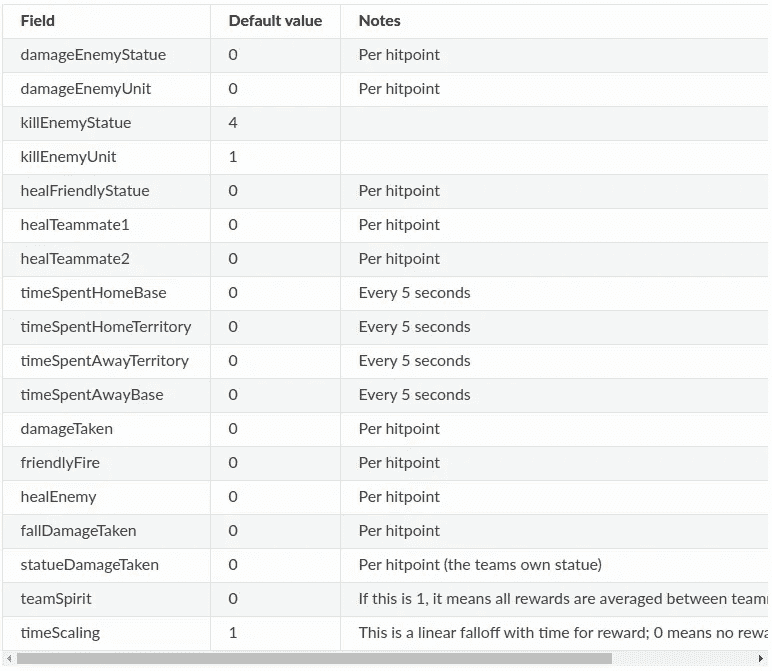 Field Default value Notes
damageEnemyStatue 0 Per hitpoint
damageEnemyUnit 0 Per hitpoint
killEnemyStatue 4
killEnemyUnit 1
healFriendlyStatue 0 Per hitpoint
healTeammate1 0 Per hitpoint
healTeammate2 0 Per hitpoint
timeSpentHomeBase 0 Every 5 seconds
timeSpentHomeTerritory 0 Every 5 seconds
timeSpentAwayTerritory 0 Every 5 seconds
timeSpentAwayBase 0 Every 5 seconds
damageTaken 0 Per hitpoint
friendlyFire 0 Per hitpoint
healEnemy 0 Per hitpoint
fallDamageTaken 0 Per hitpoint
statueDamageTaken 0 Per hitpoint (the teams own statue)
teamSpirit 0 If this is 1, it means all rewards are averaged between
timeScaling 1 This is a linear falloff with time for reward; 0 means no